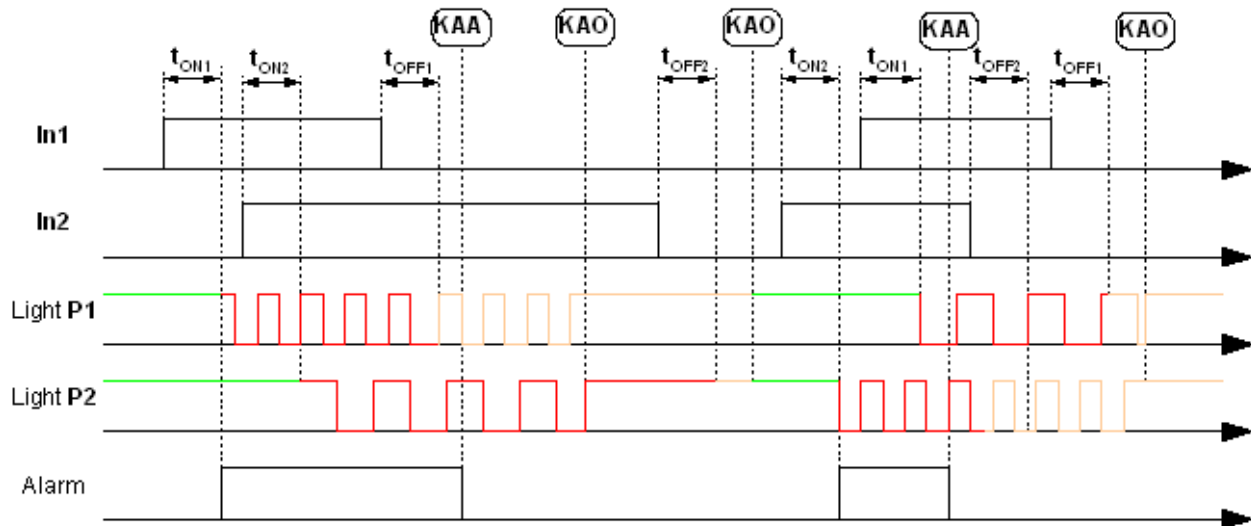 KAA KAO KAO KAA KAO
tON1 tON2 tOFF1 tOFF2 tON2 tON1 tOFF2 tOFF1
In1
In2
Light P1
Light P2
Alarm